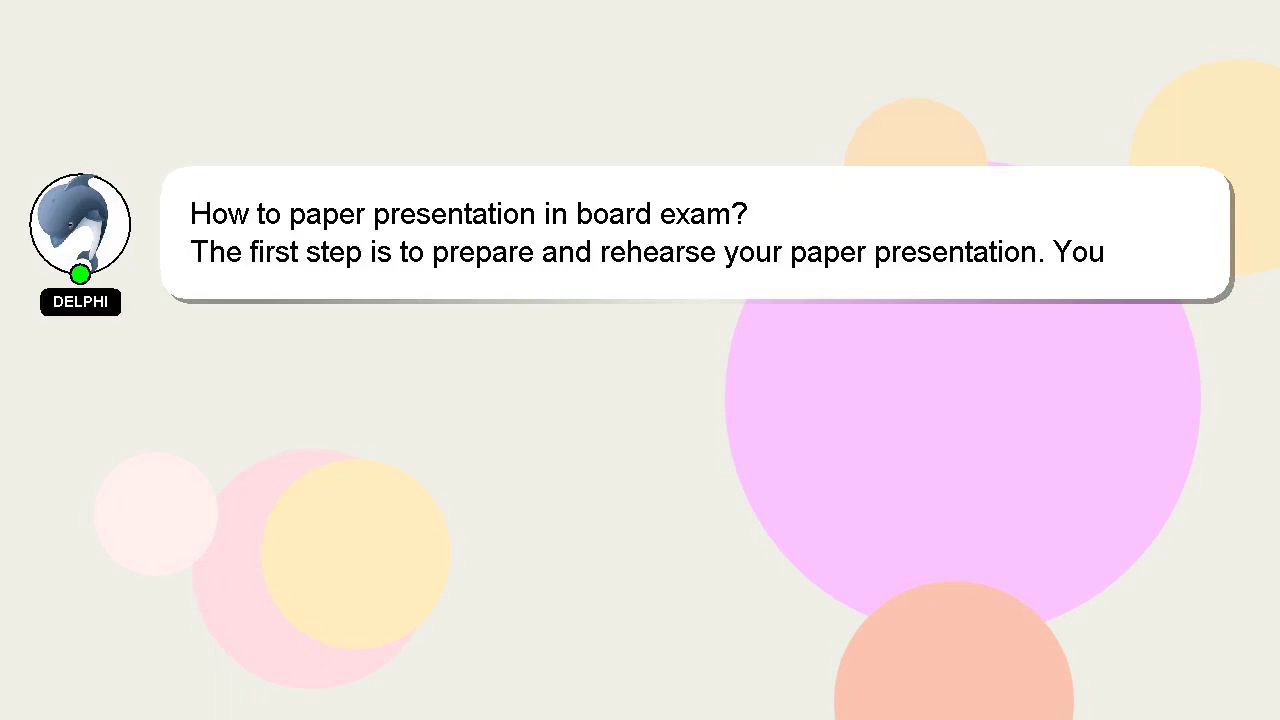 How to paper presentation in board exam?
The first step is to prepare and rehearse your paper presentation. You
DELPHI